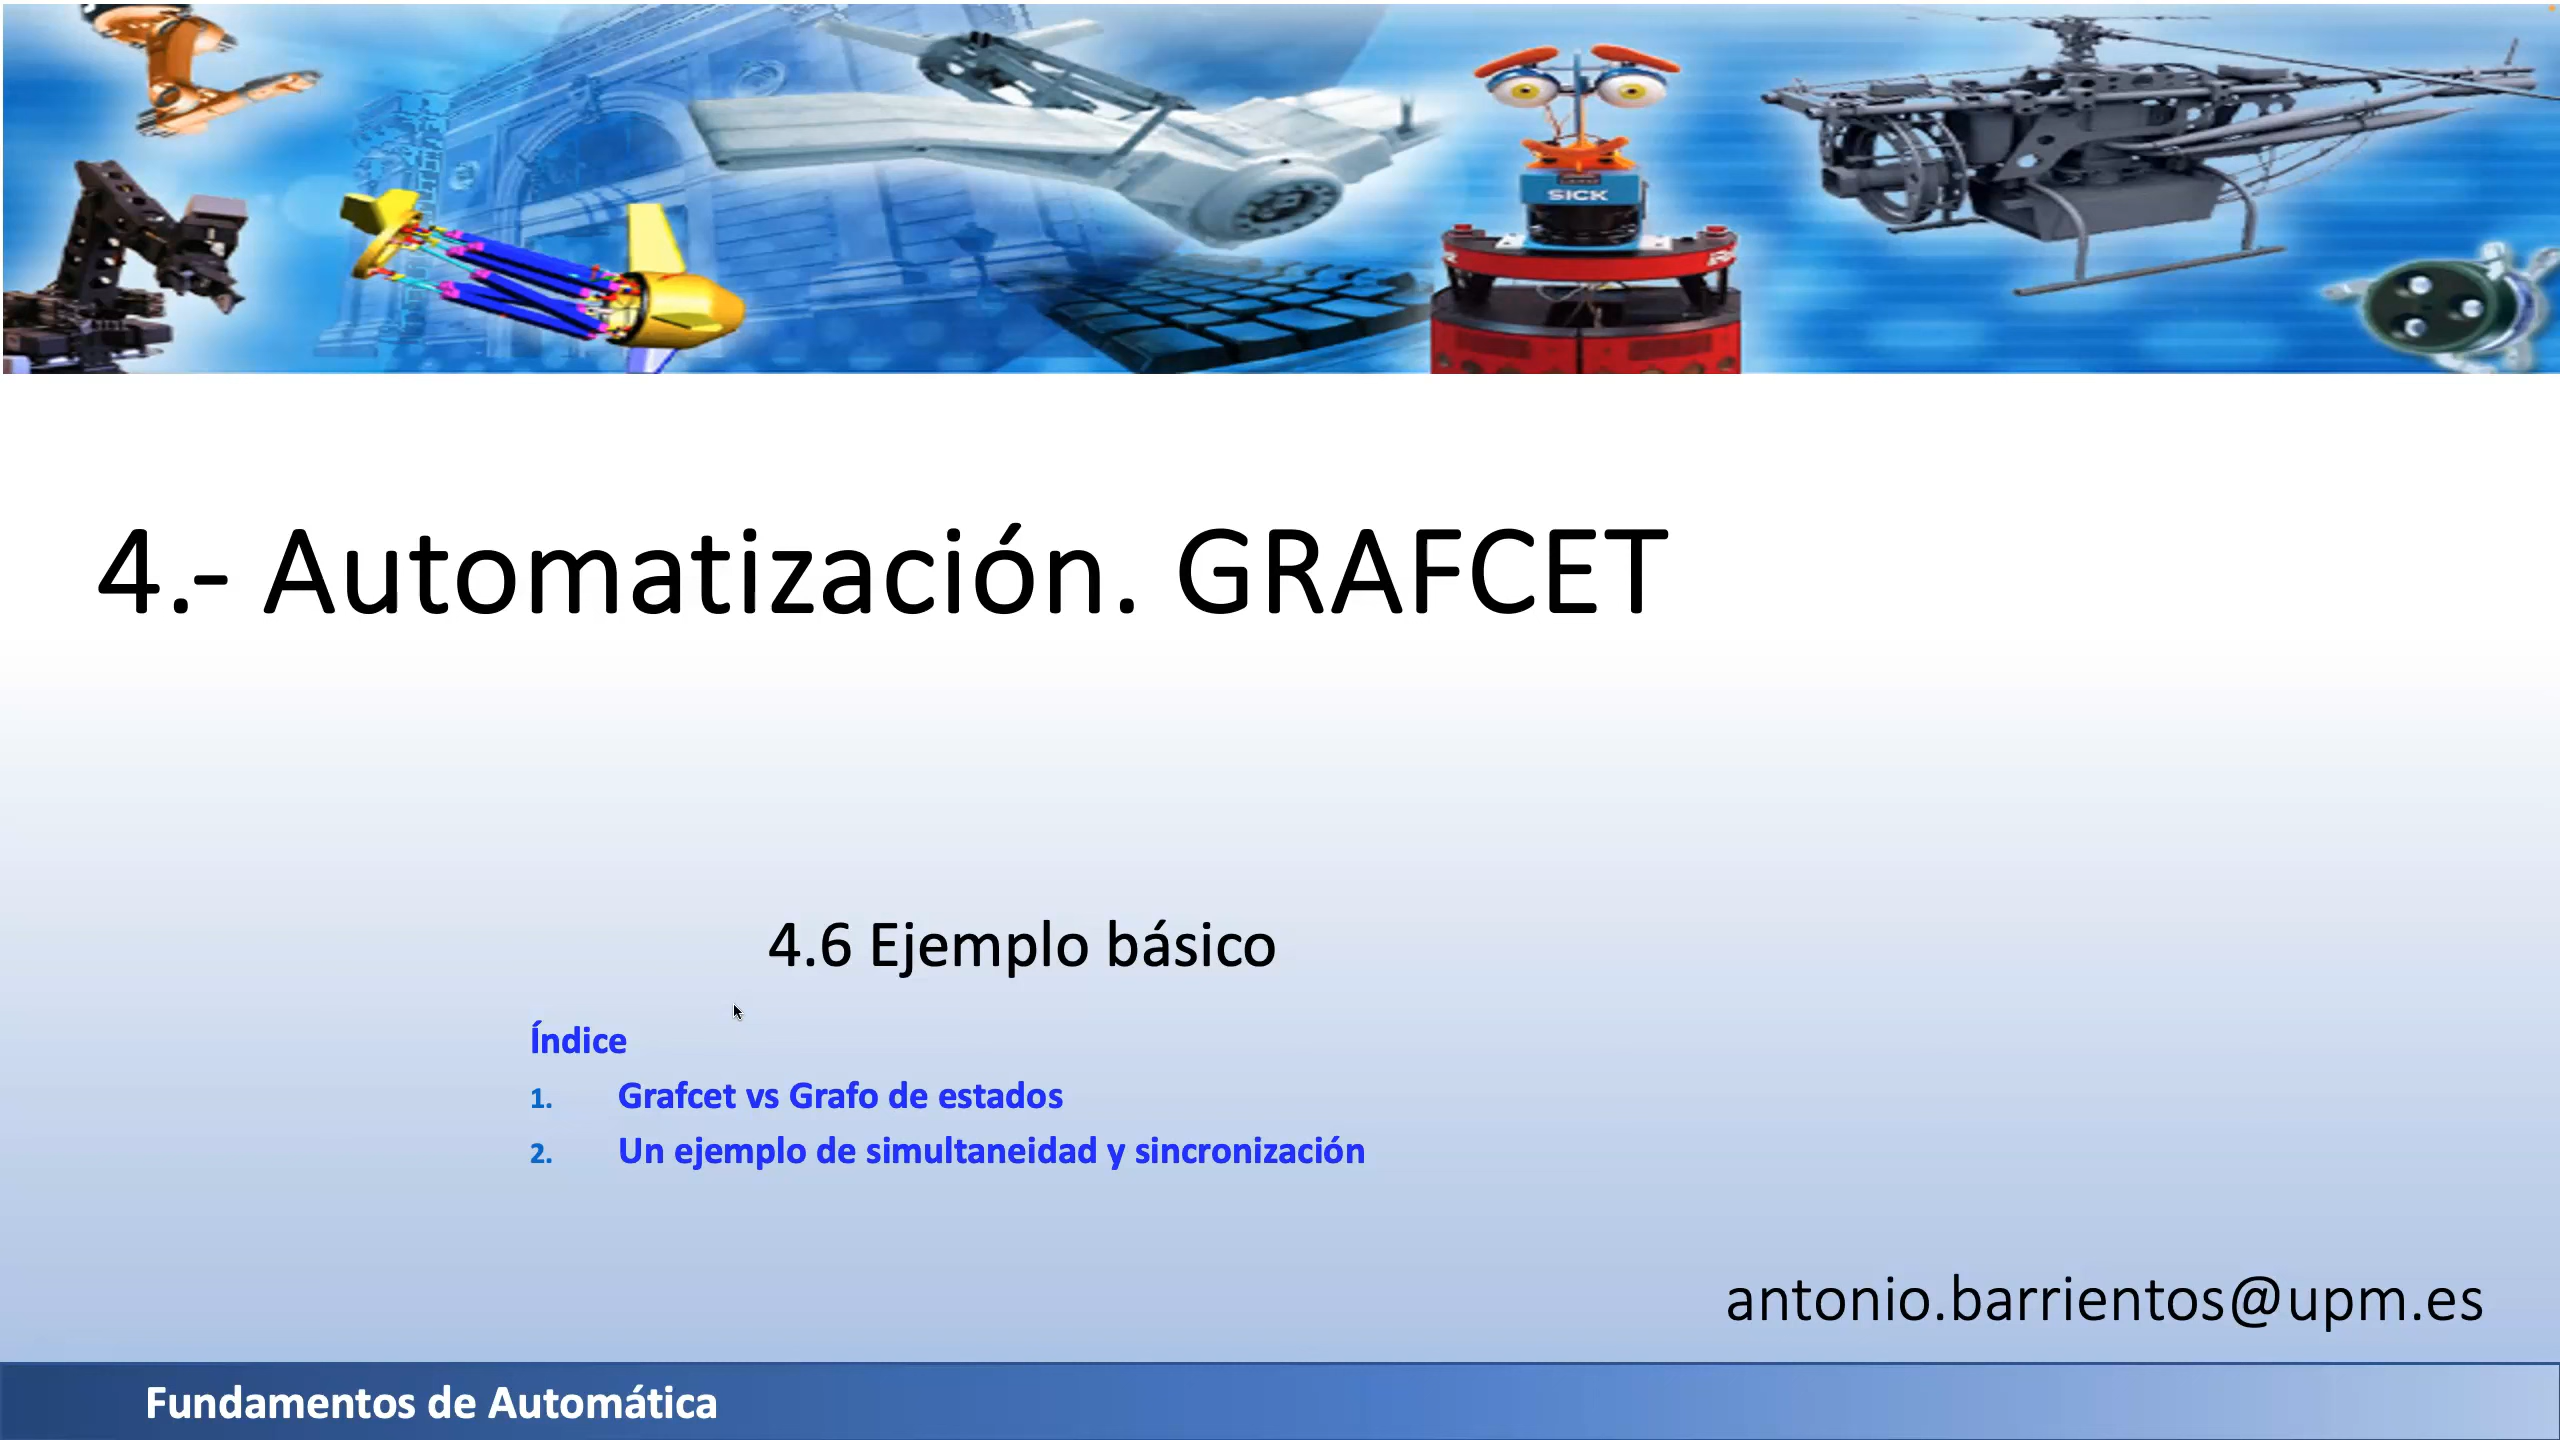 SICK
4.- Automatización. GRAFCET
4.6 Ejemplo básico
Índice
1. Grafcet vs Grafo de estados
2. Un ejemplo de simultaneidad y sincronización
antonio.barrientos@upm.es
Fundamentos de Automática